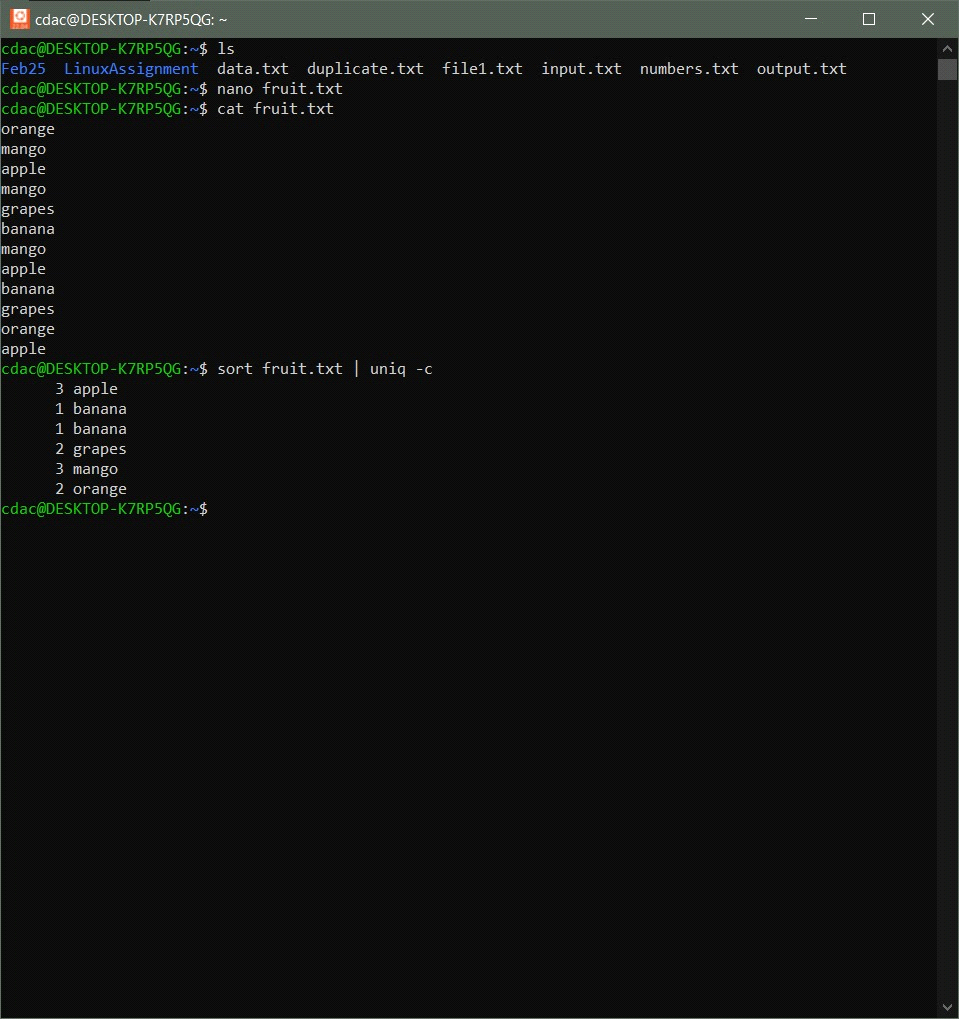 cdac@DESKTOP-K7RP5QG: ~
cdac@DESKTOP-K7RP5QG:~$ ls
Feb25  LinuxAssignment  data.txt  duplicate.txt  file1.txt  input.txt  numbers.txt  output.txt
cdac@DESKTOP-K7RP5QG:~$ nano fruit.txt
cdac@DESKTOP-K7RP5QG:~$ cat fruit.txt
orange
mango
apple
mango
grapes
banana
mango
apple
banana
grapes
orange
apple
cdac@DESKTOP-K7RP5QG:~$ sort fruit.txt | uniq -c
      3 apple
      1 banana
      1 banana
      2 grapes
      3 mango
      2 orange
cdac@DESKTOP-K7RP5QG:~$